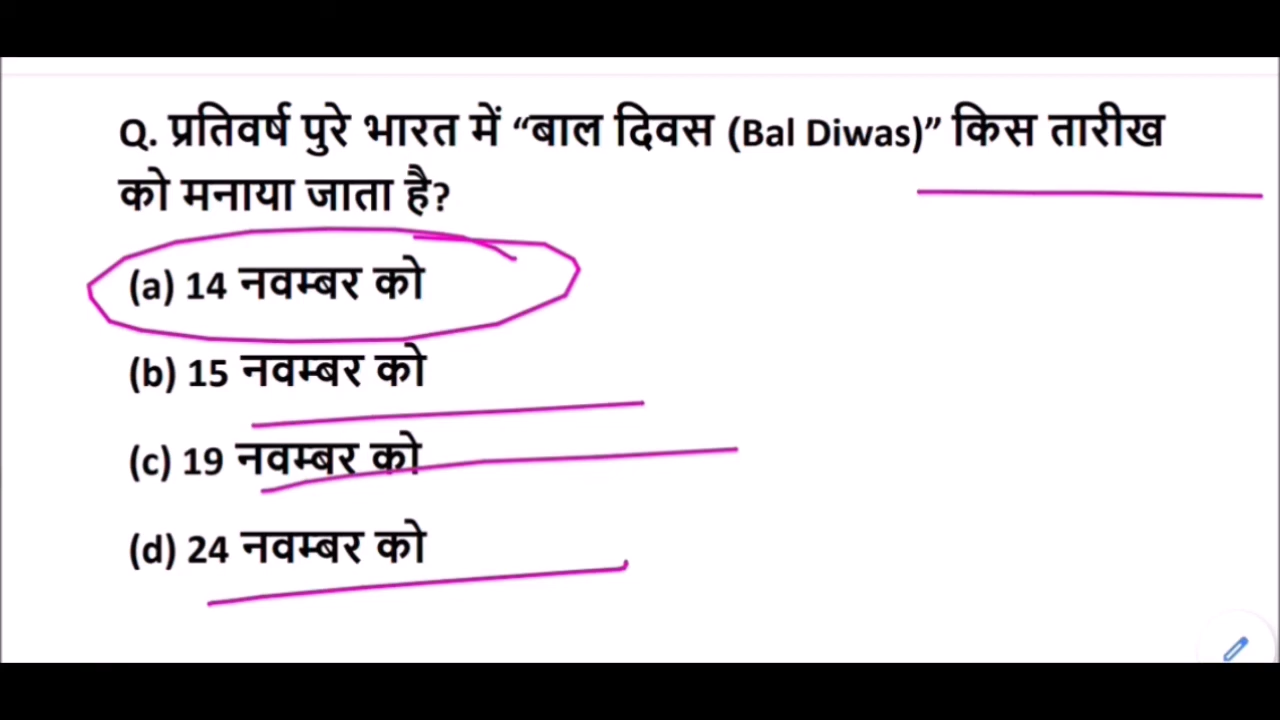 Q. प्रतिवर्ष पुरे भारत में “बाल दिवस (Bal Diwas)” किस तारीख
को मनाया जाता है?
(a) 14 नवम्बर को
(b) 15 नवम्बर को
(c) 19 नवम्बर को
(d) 24 नवम्बर को